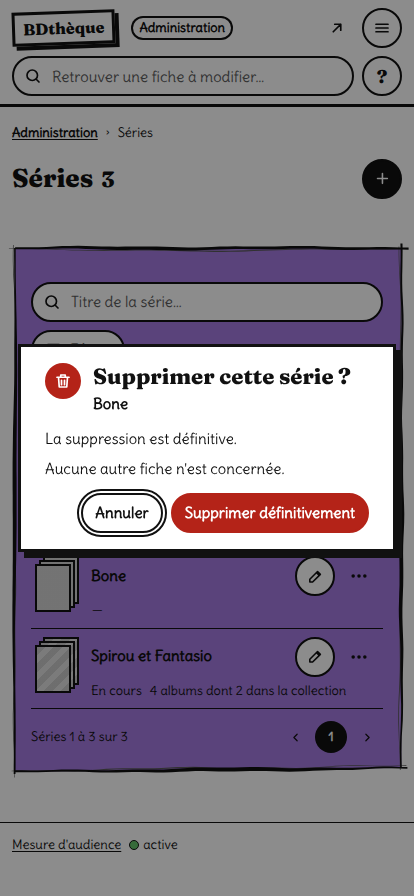 BDthèque
Administration
Retrouver une fiche à modifier...
?
Administration › Séries
Séries 3
+
Titre de la série...
Supprimer cette série ?
Bone
La suppression est définitive.
Aucune autre fiche n'est concernée.
Annuler
Supprimer définitivement
Bone
—
Spirou et Fantasio
En cours 4 albums dont 2 dans la collection
Séries 1 à 3 sur 3
‹ 1 ›
Mesure d'audience active